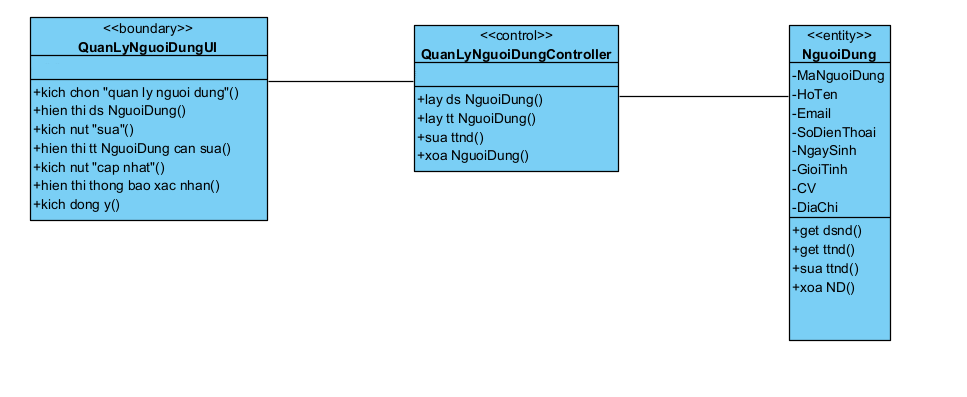 <<boundary>>
QuanLyNguoiDungUI
+kich chon "quan ly nguoi dung"()
+hien thi ds NguoiDung()
+kich nut "sua"()
+hien thi tt NguoiDung can sua()
+kich nut "cap nhat"()
+hien thi thong bao xac nhan()
+kich dong y()
<<control>>
QuanLyNguoiDungController
+lay ds NguoiDung()
+lay tt NguoiDung()
+sua ttnd()
+xoa NguoiDung()
<<entity>>
NguoiDung
-MaNguoiDung
-HoTen
-Email
-SoDienThoai
-NgaySinh
-GioiTinh
-CV
-DiaChi
+get dsnd()
+get ttnd()
+sua ttnd()
+xoa ND()